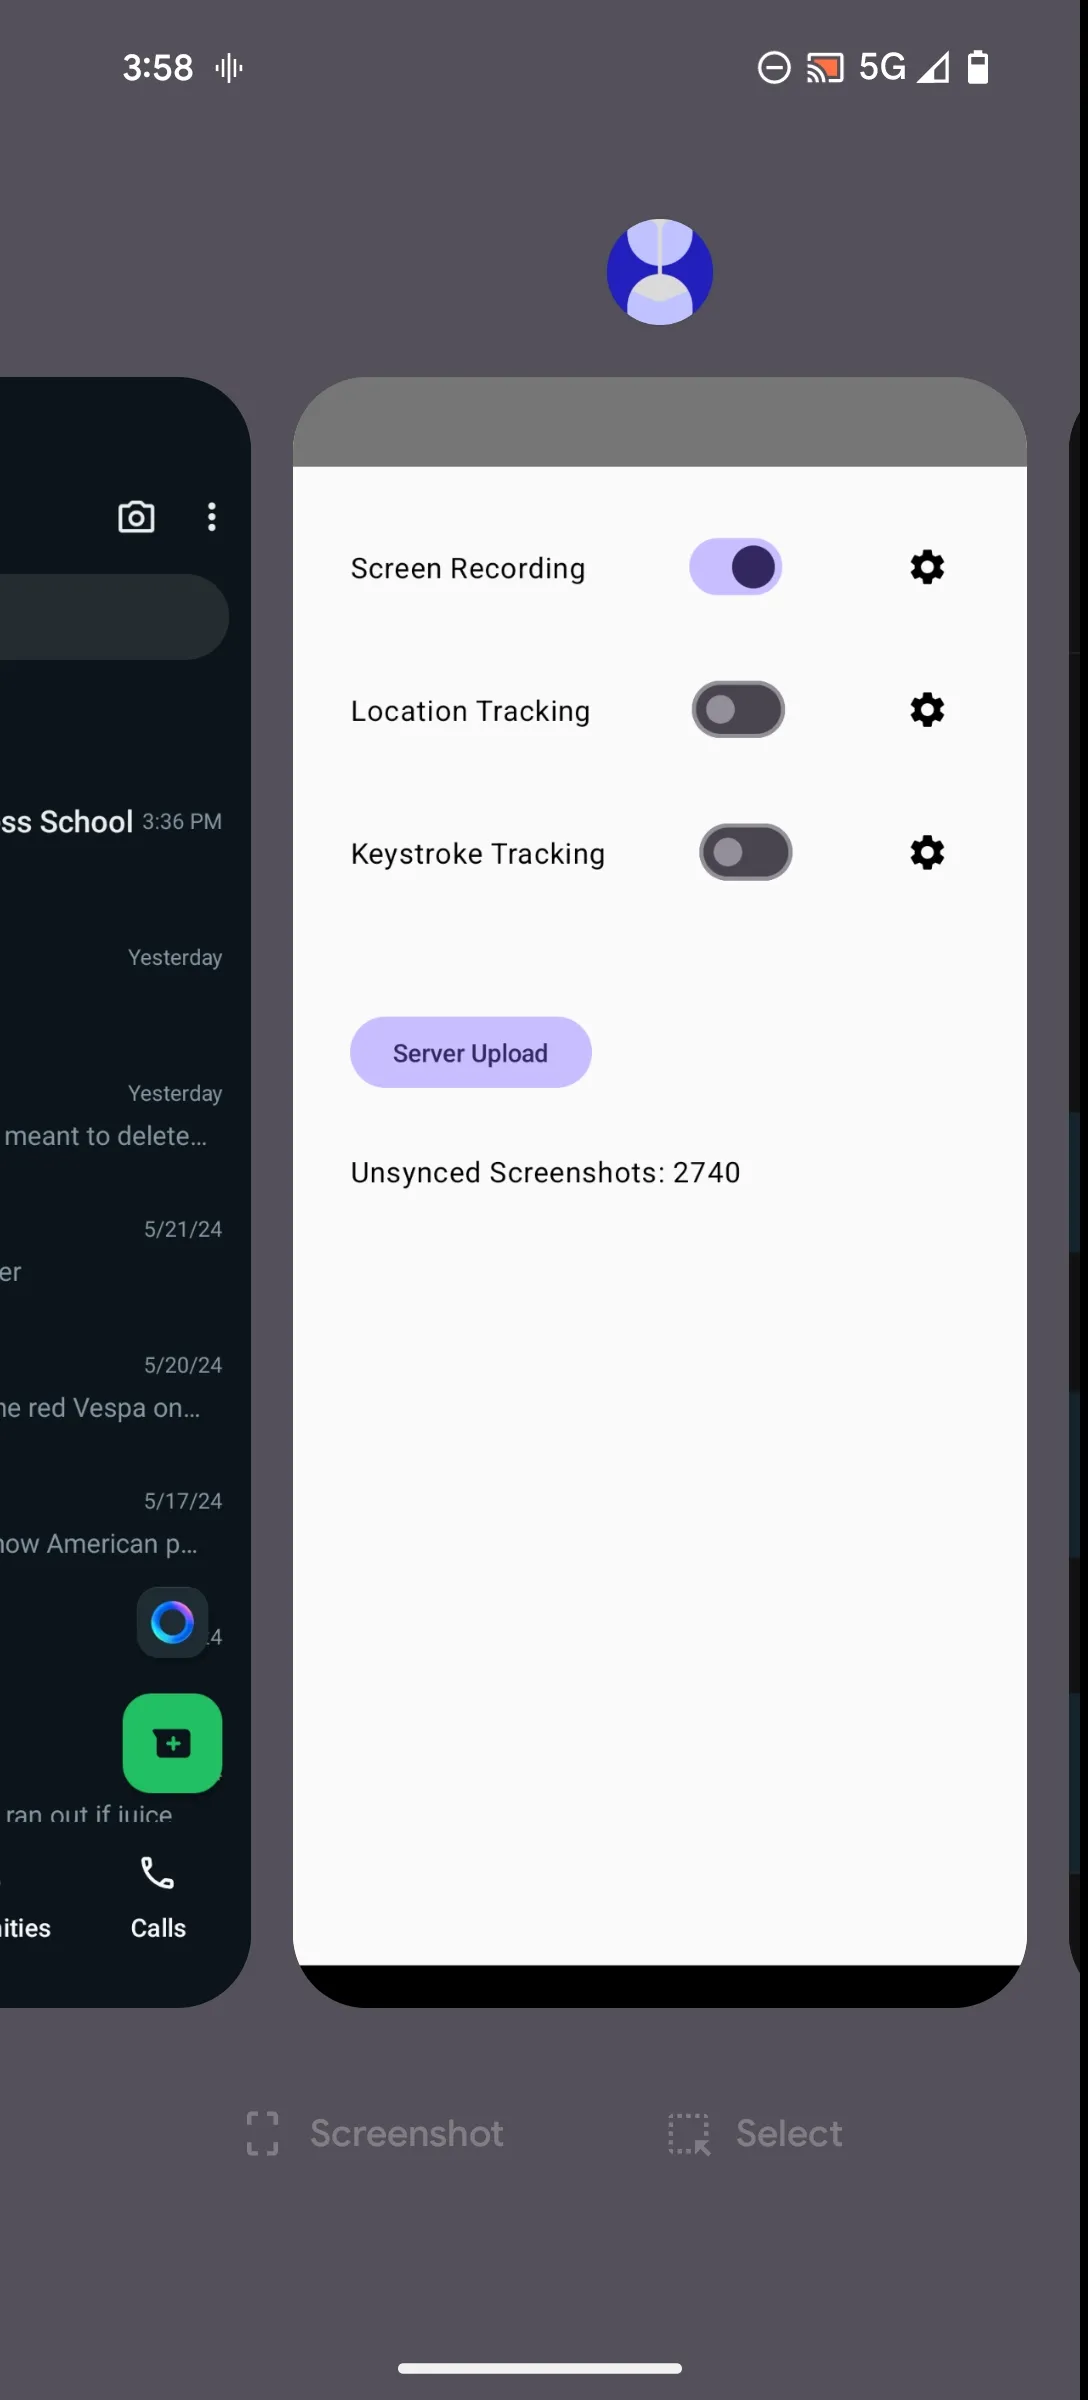 3:58
5G
ss School 3:36 PM
Yesterday
Yesterday
meant to delete...
5/21/24
er
5/20/24
he red Vespa on...
5/17/24
how American p...
4
ran out if juice
ities
Calls
Screen Recording
Location Tracking
Keystroke Tracking
Server Upload
Unsynced Screenshots: 2740
Screenshot
Select